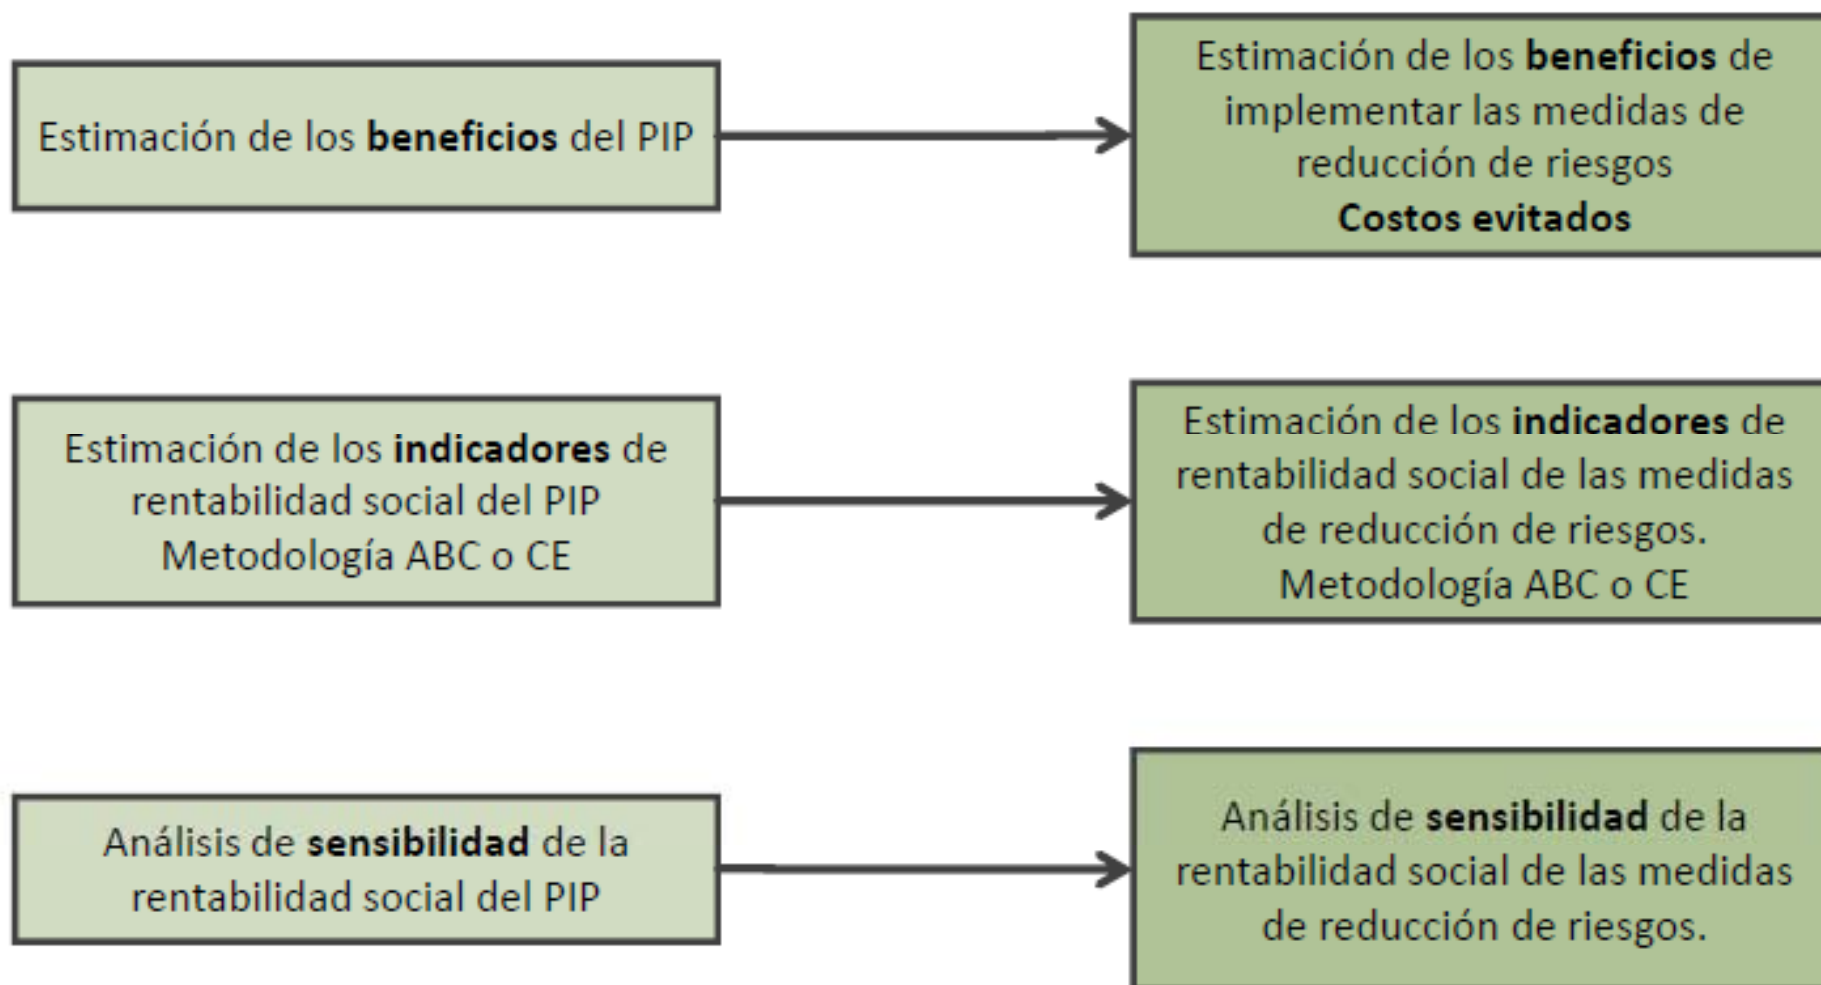 Estimación de los beneficios del PIP
Estimación de los beneficios de
implementar las medidas de
reducción de riesgos
Costos evitados
Estimación de los indicadores de
rentabilidad social del PIP
Metodología ABC o CE
Estimación de los indicadores de
rentabilidad social de las medidas
de reducción de riesgos.
Metodología ABC o CE
Análisis de sensibilidad de la
rentabilidad social del PIP
Análisis de sensibilidad de la
rentabilidad social de las medidas
de reducción de riesgos.